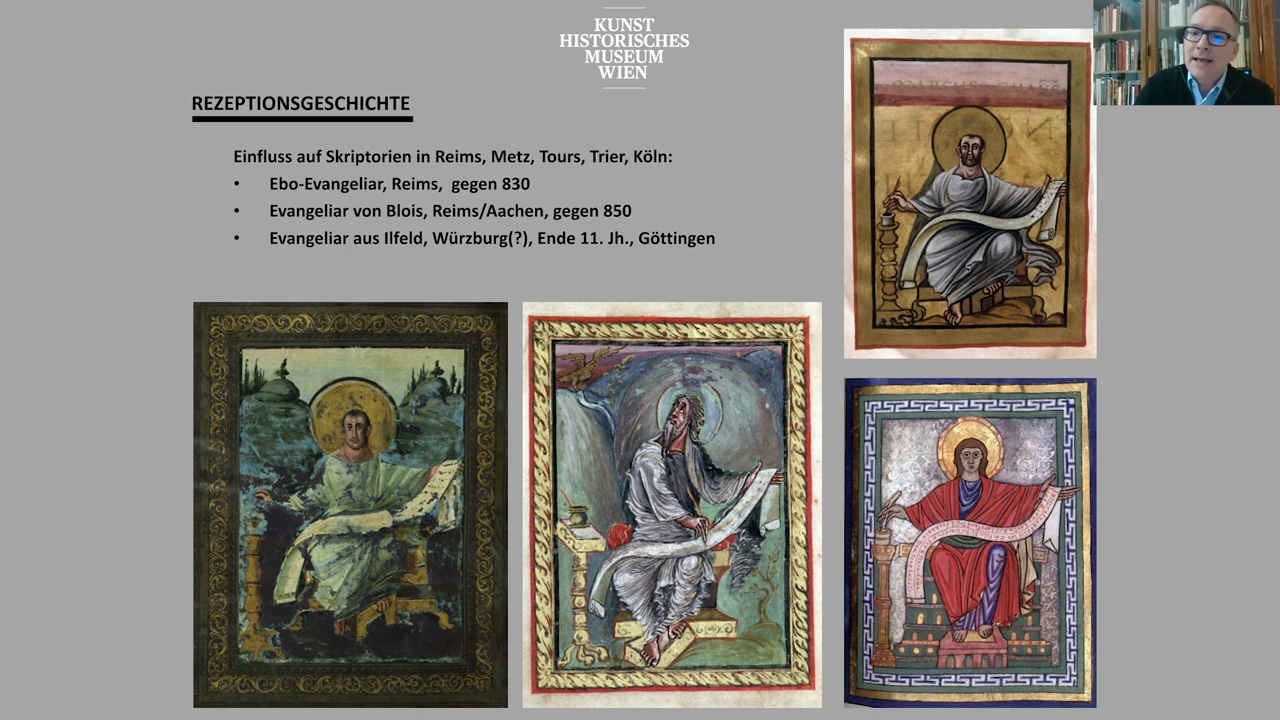 KUNST
HISTORISCHES
MUSEUM
WIEN
REZEPTIONSGESCHICHTE
Einfluss auf Skriptorien in Reims, Metz, Tours, Trier, Köln:
• Ebo-Evangeliar, Reims, gegen 830
• Evangeliar von Blois, Reims/Aachen, gegen 850
• Evangeliar aus Ilfeld, Würzburg(?), Ende 11. Jh., Göttingen